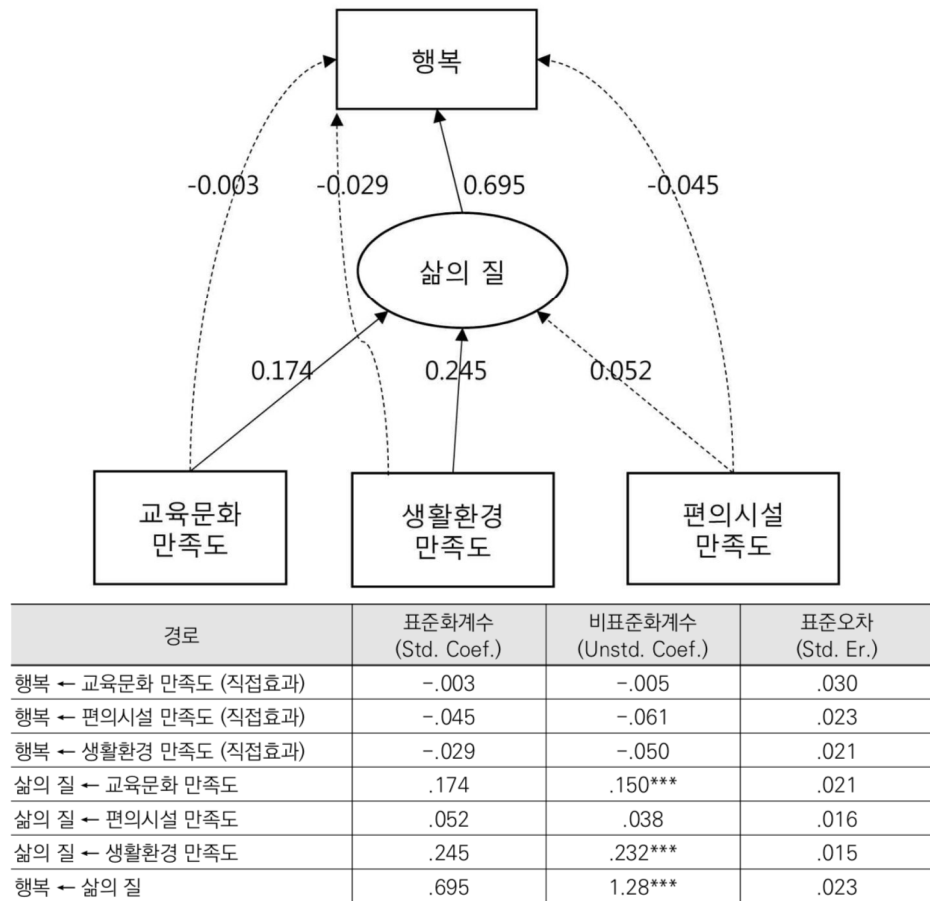 행복
-0.003
-0.029
0.695
-0.045
삶의 질
0.174
0.245
0.052
교육문화
만족도
생활환경
만족도
편의시설
만족도
경로 표준화계수 (Std. Coef.) 비표준화계수 (Unstd. Coef.) 표준오차 (Std. Er.)
행복 ← 교육문화 만족도 (직접효과) -.003 -.005 .030
행복 ← 편의시설 만족도 (직접효과) -.045 -.061 .023
행복 ← 생활환경 만족도 (직접효과) -.029 -.050 .021
삶의 질 ← 교육문화 만족도 .174 .150*** .021
삶의 질 ← 편의시설 만족도 .052 .038 .016
삶의 질 ← 생활환경 만족도 .245 .232*** .015
행복 ← 삶의 질 .695 1.28*** .023